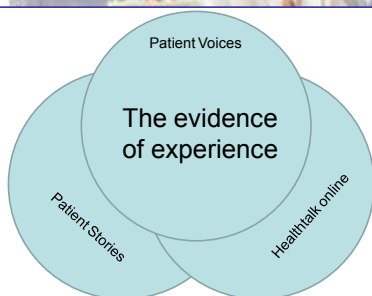 Patient Voices
The evidence
of experience
Patient Stories
Healthtalk online